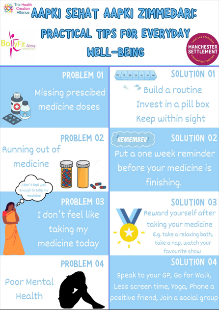 The Health
Creation
Alliance
AAPKI SEHAT AAPKI ZIMMEDARI
PRACTICAL TIPS FOR EVERYDAY
WELL-BEING
MANCHESTER
SETTLEMENT
PROBLEM 01
Missing prescibed
medicine doses
SOLUTION 01
Build a routine
Invest in a pill box
Keep within sight
PROBLEM 02
Running out of
medicine
SOLUTION 02
REMEMBER
Put a one week reminder
before your medicine is
finishing.
PROBLEM 03
I don't feel like
taking my
medicine today
SOLUTION 03
Reward yourself after
taking your medicine
E.g. take a relaxing bath,
take a nap, watch your
favourite show
PROBLEM 04
Poor Mental
Health
SOLUTION 04
Speak to your GP, Go for Walk,
Less screen time, Yoga, Phone a
positive friend, Join a social group